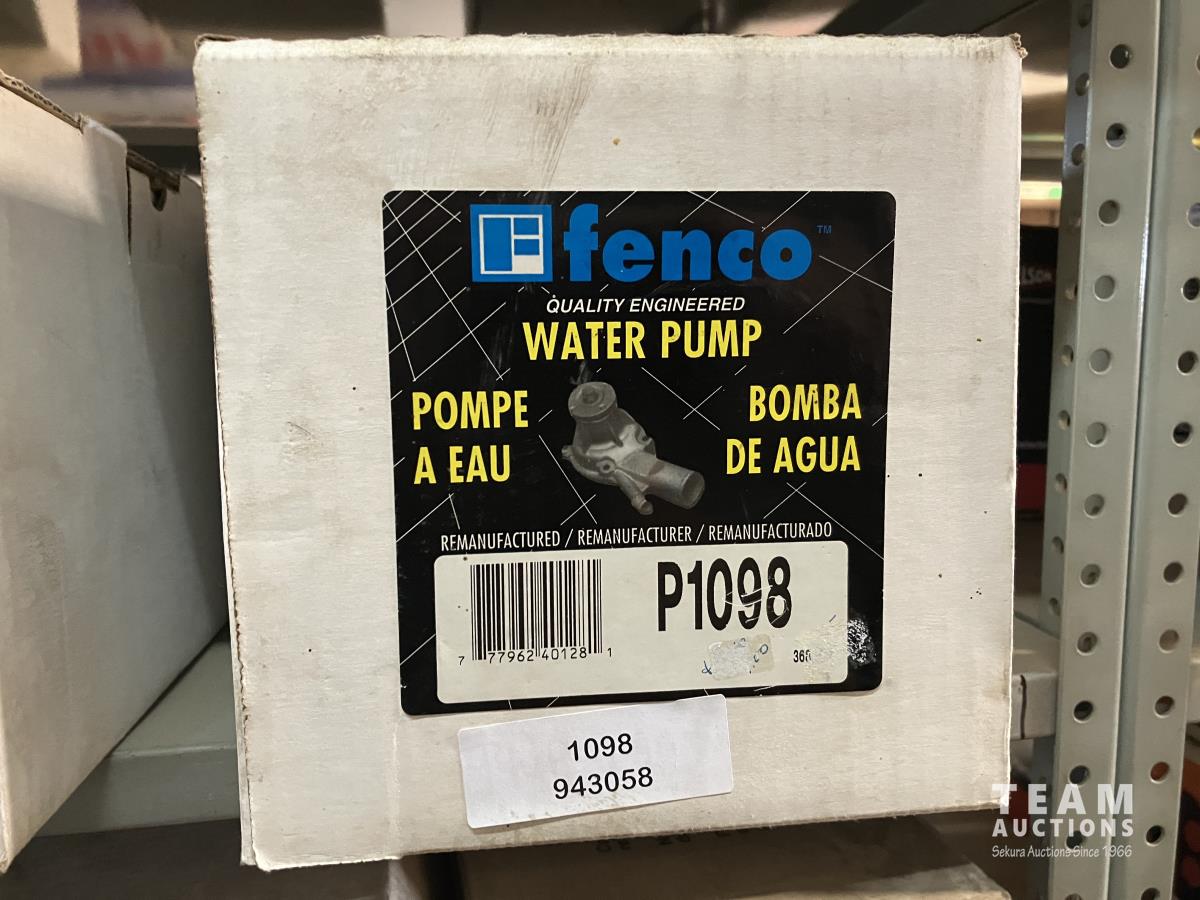 fenco™
QUALITY ENGINEERED
WATER PUMP
POMPE
A EAU
BOMBA
DE AGUA
REMANUFACTURED / REMANUFACTURER / REMANUFACTURADO
P1098
7 77962 40128 1
1098
943058
TEAM
AUCTIONS
Sekura Auctions Since 1966